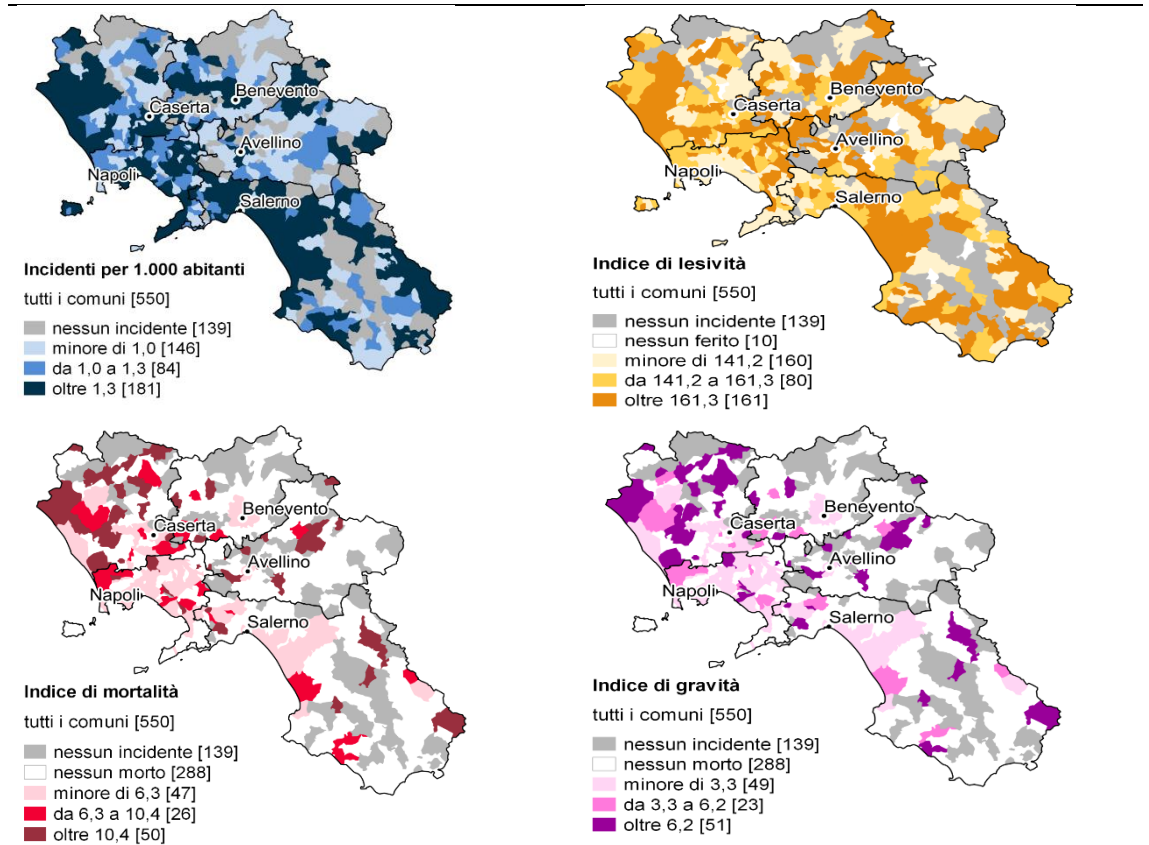 Benevento
Caserta
Avellino
Napoli
Salerno
Incidenti per 1.000 abitanti
tutti i comuni [550]
nessun incidente [139]
minore di 1,0 [146]
da 1,0 a 1,3 [84]
oltre 1,3 [181]
Benevento
Caserta
Avellino
Napoli
Salerno
Indice di lesività
tutti i comuni [550]
nessun incidente [139]
nessun ferito [10]
minore di 141,2 [160]
da 141,2 a 161,3 [80]
oltre 161,3 [161]
Benevento
Caserta
Avellino
Napoli
Salerno
Indice di mortalità
tutti i comuni [550]
nessun incidente [139]
nessun morto [288]
minore di 6,3 [47]
da 6,3 a 10,4 [26]
oltre 10,4 [50]
Benevento
Caserta
Avellino
Napoli
Salerno
Indice di gravità
tutti i comuni [550]
nessun incidente [139]
nessun morto [288]
minore di 3,3 [49]
da 3,3 a 6,2 [23]
oltre 6,2 [51]